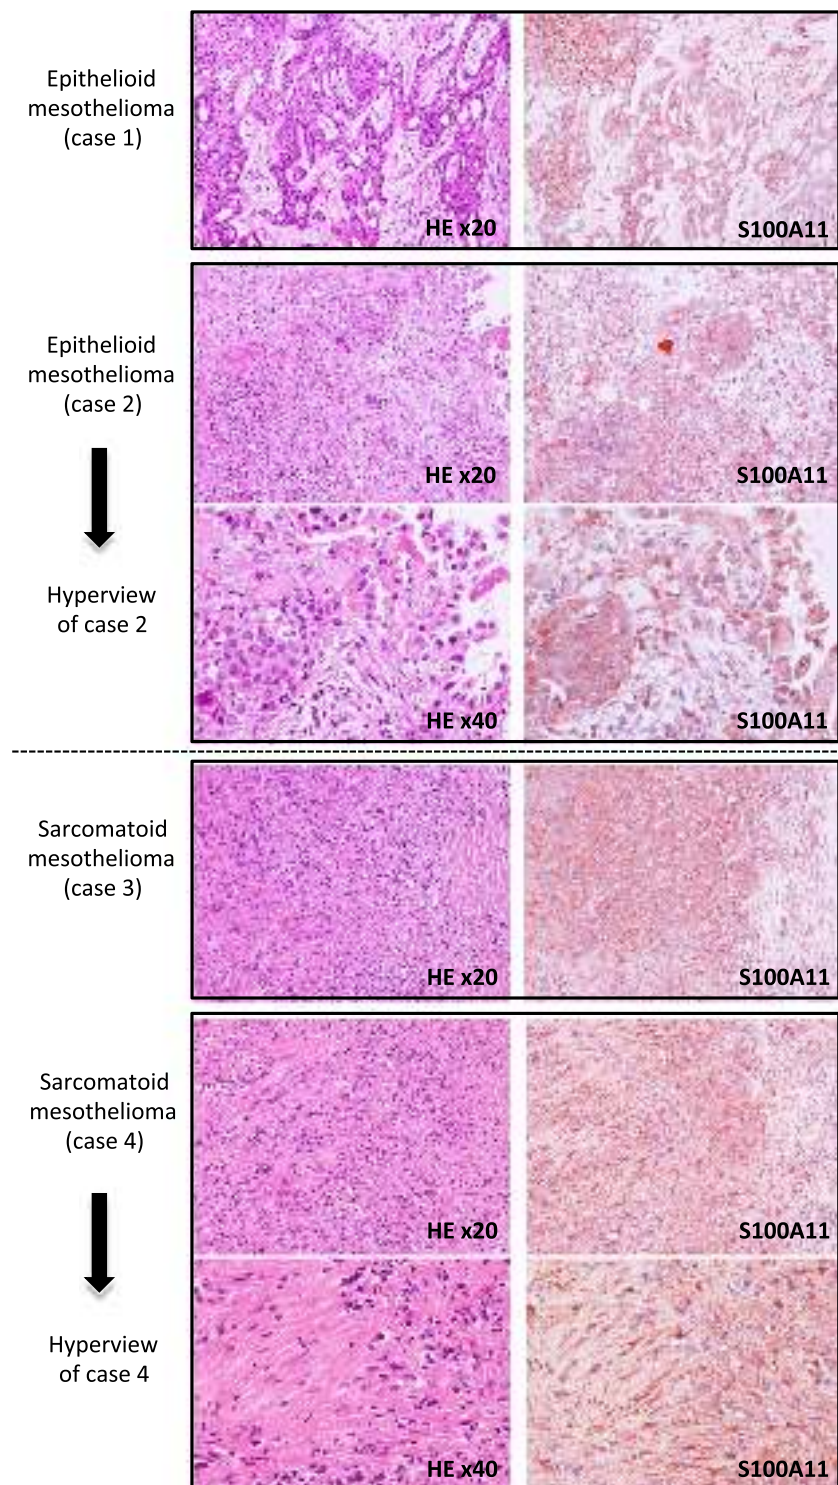 Epithelioid
mesothelioma
(case 1)
HE x20
S100A11
Epithelioid
mesothelioma
(case 2)
HE x20
S100A11
Hyperview
of case 2
HE x40
S100A11
Sarcomatoid
mesothelioma
(case 3)
HE x20
S100A11
Sarcomatoid
mesothelioma
(case 4)
HE x20
S100A11
Hyperview
of case 4
HE x40
S100A11